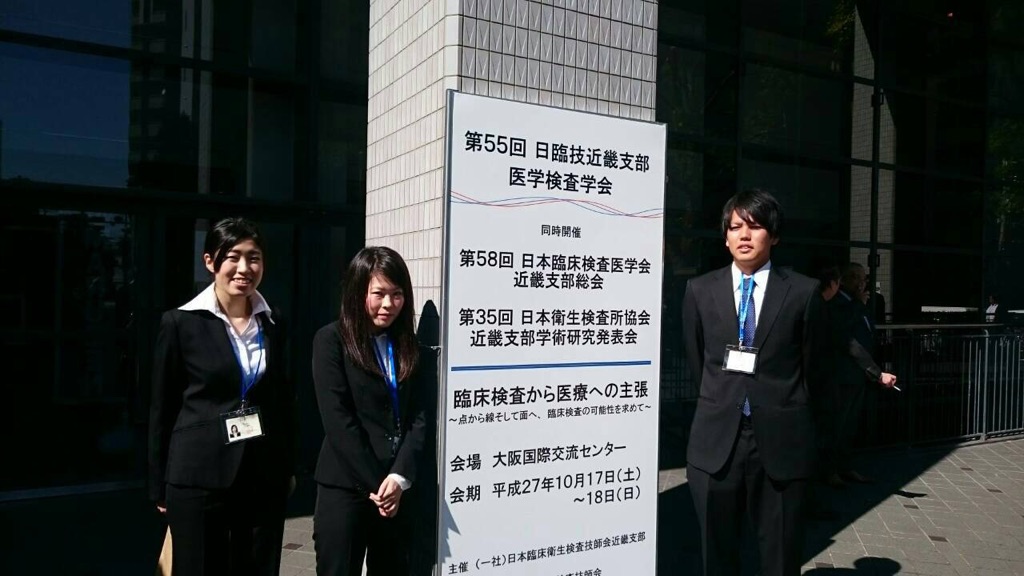 第55回 日臨技近畿支部
医学検査学会
同時開催
第58回 日本臨床検査医学会
近畿支部総会
第35回 日本衛生検査所協会
近畿支部学術研究発表会
臨床検査から医療への主張
～点から線そして面へ、臨床検査の可能性を求めて～
会場 大阪国際交流センター
会期 平成27年10月17日(土)
～18日(日)
主催 (一社)日本臨床衛生検査技師会近畿支部
検査技師会